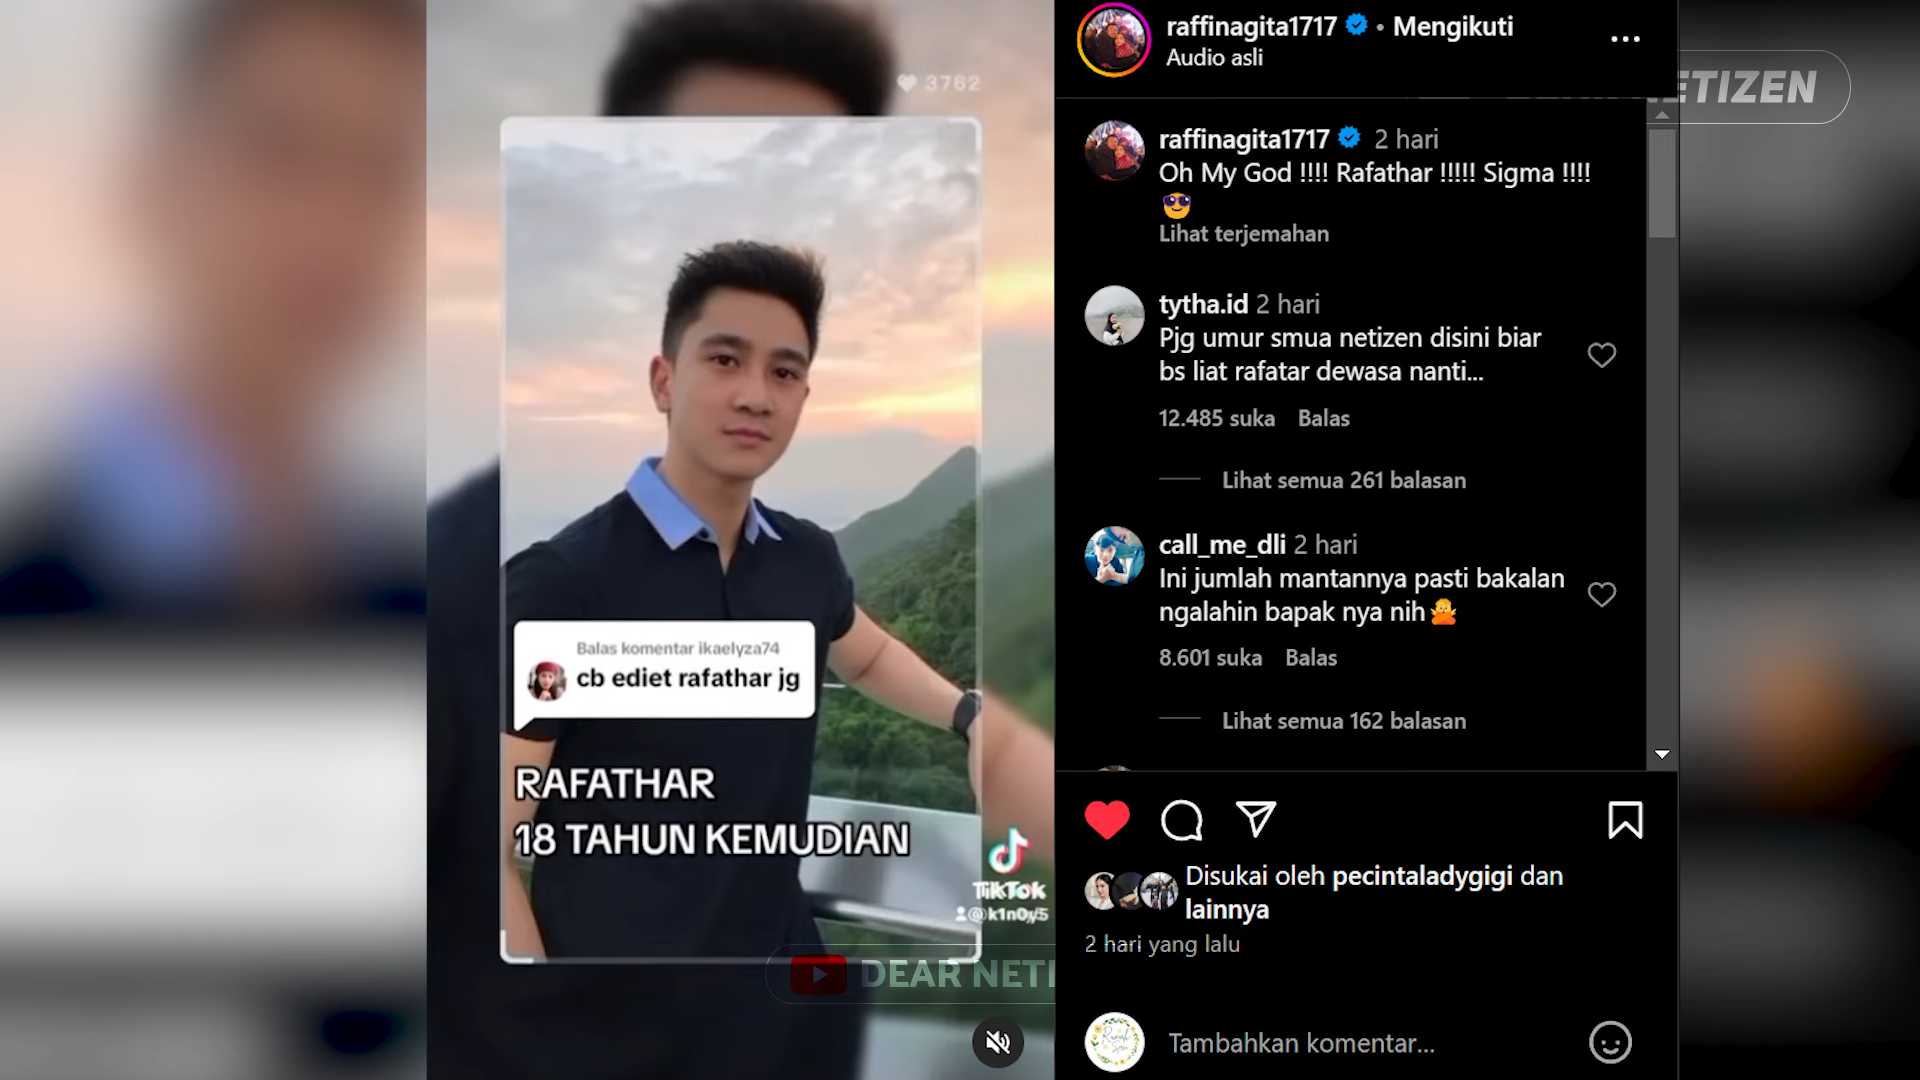 3762
Balas komentar ikaelyza74
cb ediet rafathar jg
RAFATHAR
18 TAHUN KEMUDIAN
TikTok
@k1n0y5
DEAR NETI
raffinagita1717 • Mengikuti
Audio asli
ETIZEN
raffinagita1717 2 hari
Oh My God !!!! Rafathar !!!!! Sigma !!!!
😎
Lihat terjemahan
tytha.id 2 hari
Pjg umur smua netizen disini biar
bs liat rafatar dewasa nanti...
12.485 suka Balas
Lihat semua 261 balasan
call_me_dli 2 hari
Ini jumlah mantannya pasti bakalan
ngalahin bapak nya nih
8.601 suka Balas
Lihat semua 162 balasan
Disukai oleh pecintaladygigi dan
lainnya
2 hari yang lalu
Tambahkan komentar...